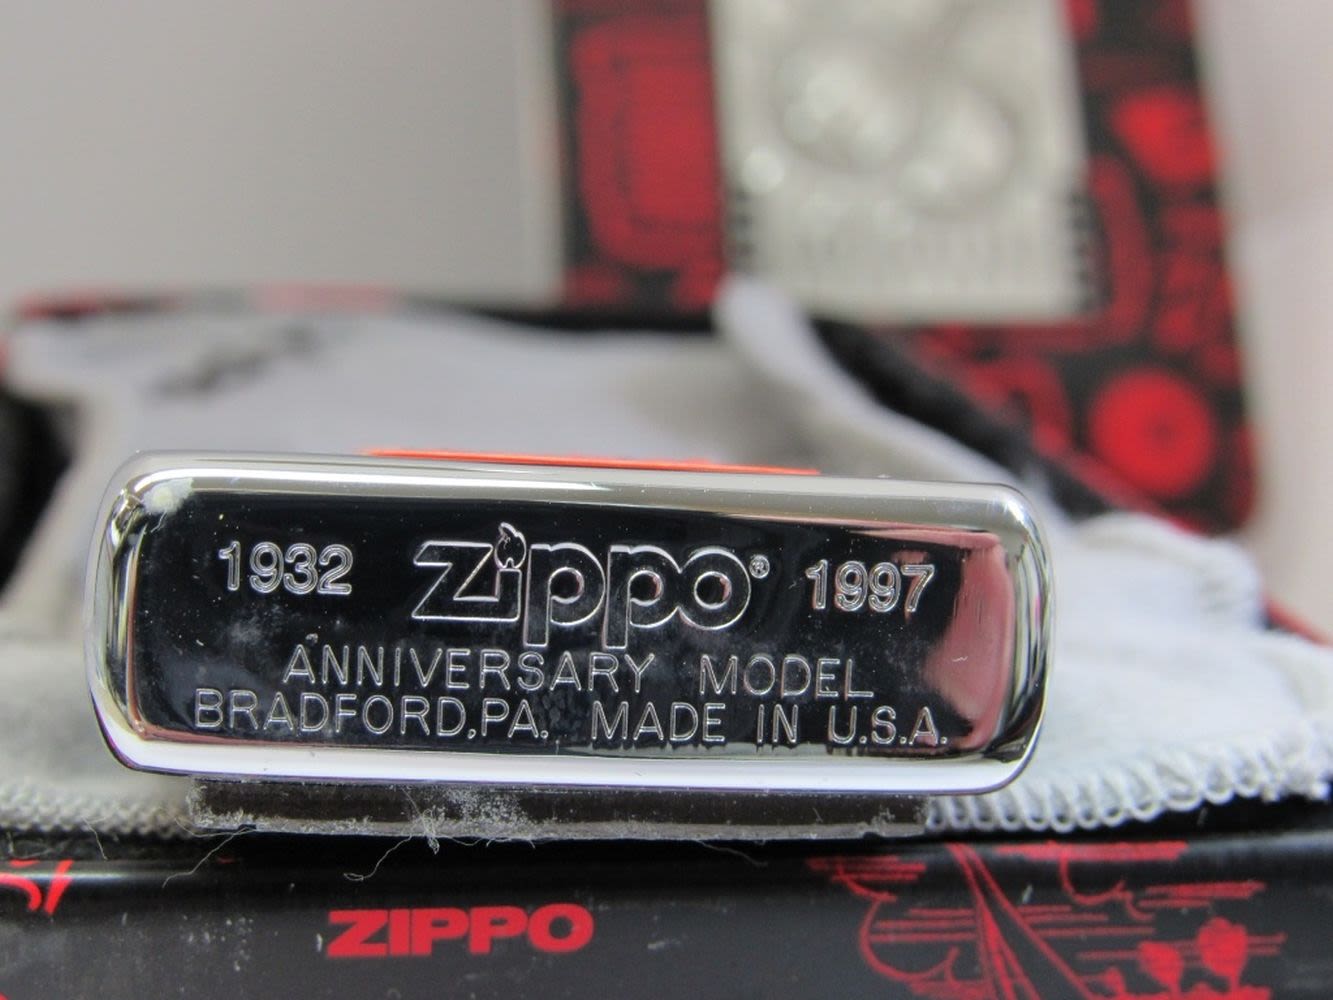 1932 Zippo® 1997
ANNIVERSARY MODEL
BRADFORD,PA. MADE IN U.S.A.
ZIPPO